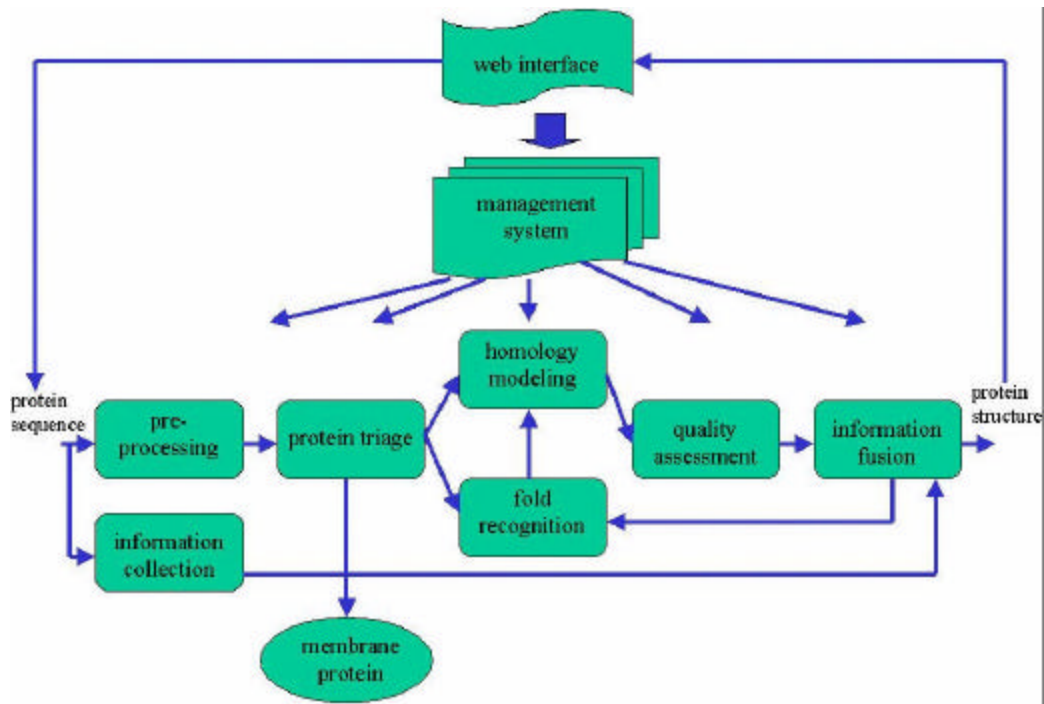 web interface
management
system
homology
modeling
protein
sequence
pre-
processing
protein triage
quality
assessment
information
fusion
protein
structure
fold
recognition
information
collection
membrane
protein